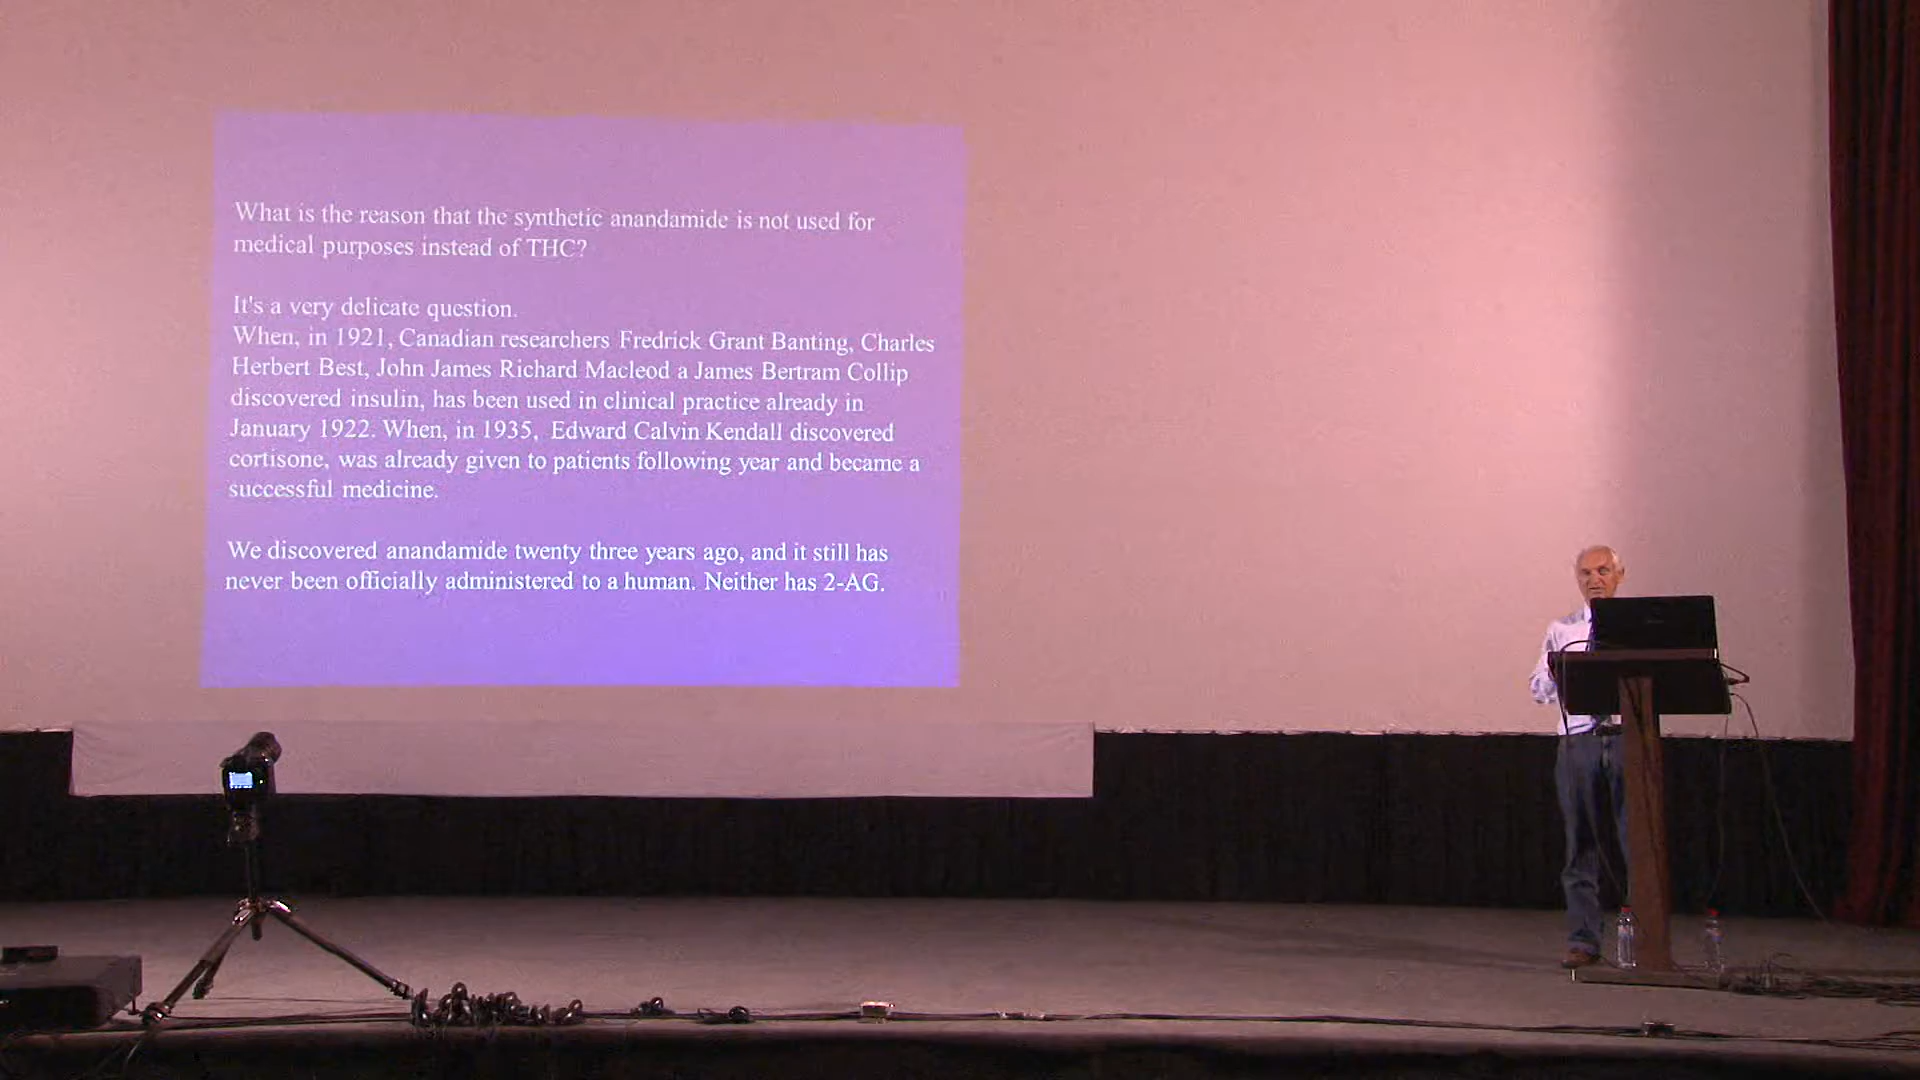 What is the reason that the synthetic anandamide is not used for
medical purposes instead of THC?
It's a very delicate question.
When, in 1921, Canadian researchers Fredrick Grant Banting, Charles
Herbert Best, John James Richard Macleod a James Bertram Collip
discovered insulin, has been used in clinical practice already in
January 1922. When, in 1935, Edward Calvin Kendall discovered
cortisone, was already given to patients following year and became a
successful medicine.
We discovered anandamide twenty three years ago, and it still has
never been officially administered to a human. Neither has 2-AG.